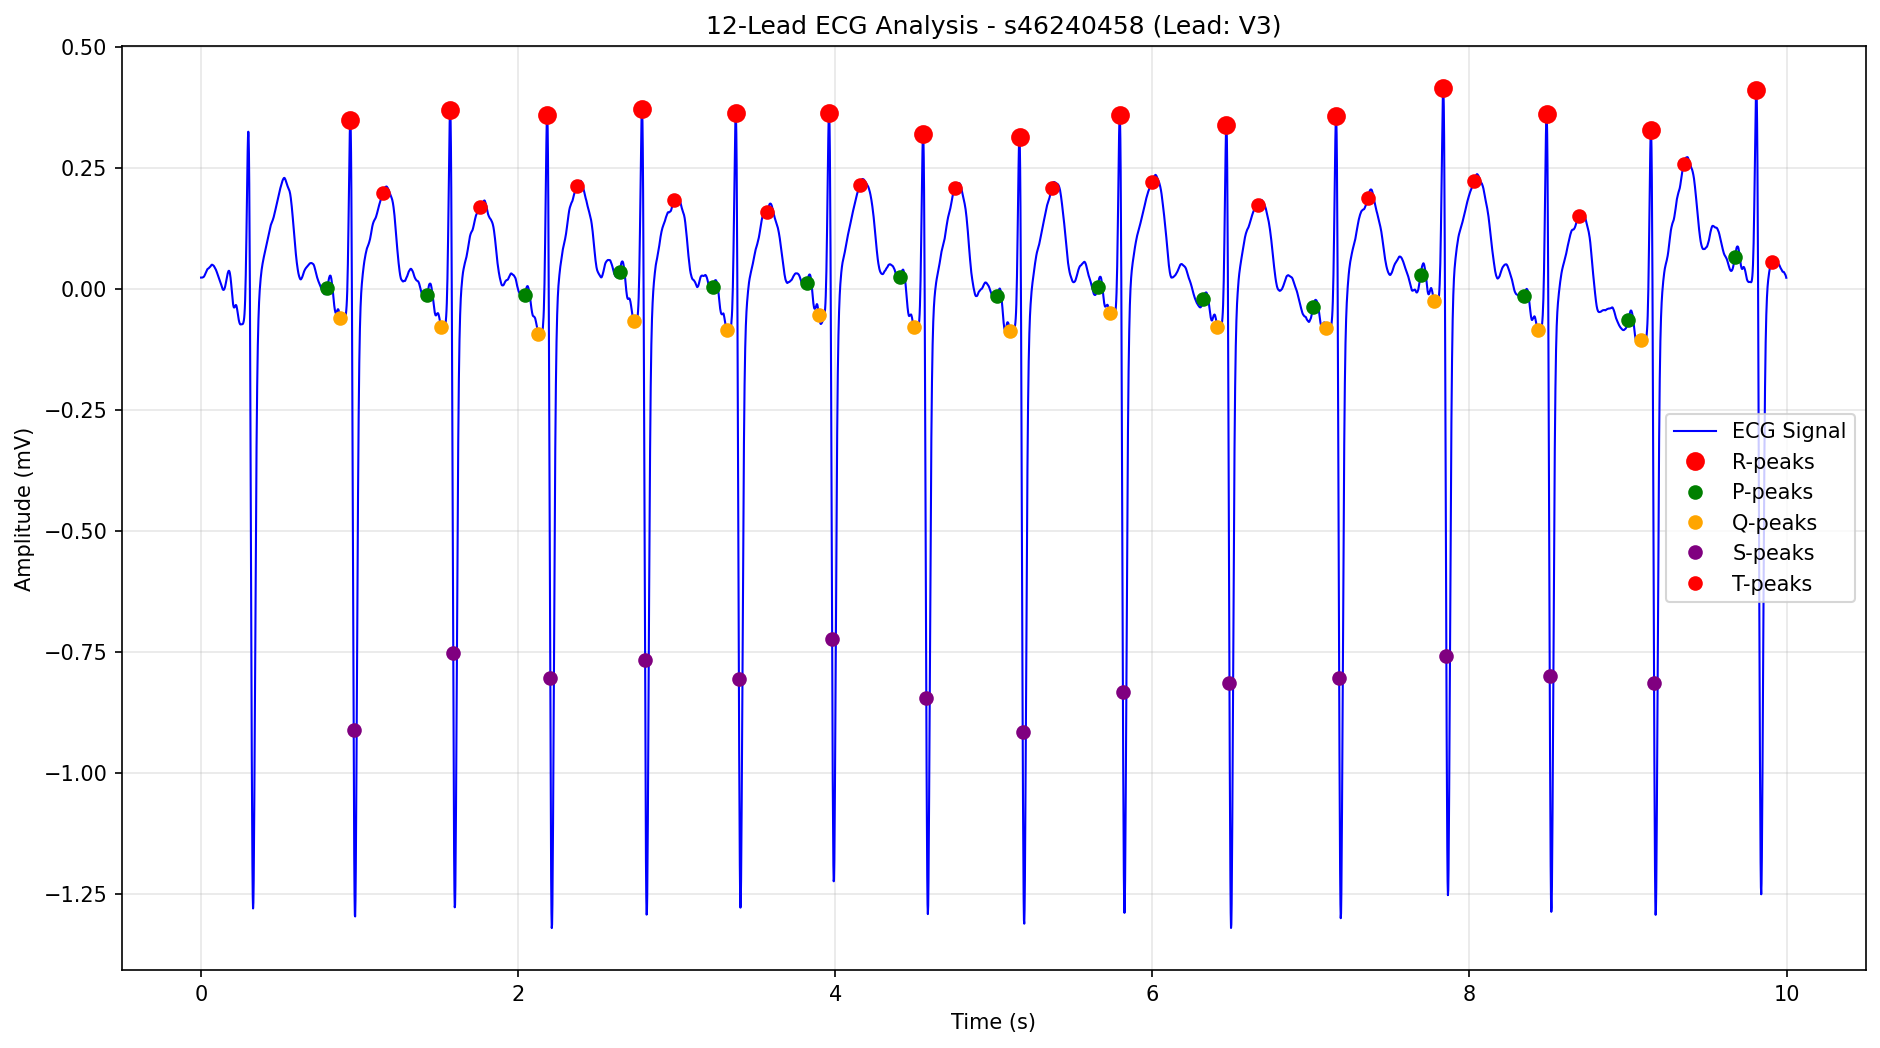 12-Lead ECG Analysis - s46240458 (Lead: V3)
Amplitude (mV)
0.50
0.25
0.00
−0.25
−0.50
−0.75
−1.00
−1.25
ECG Signal
R-peaks
P-peaks
Q-peaks
S-peaks
T-peaks
0 2 4 6 8 10
Time (s)